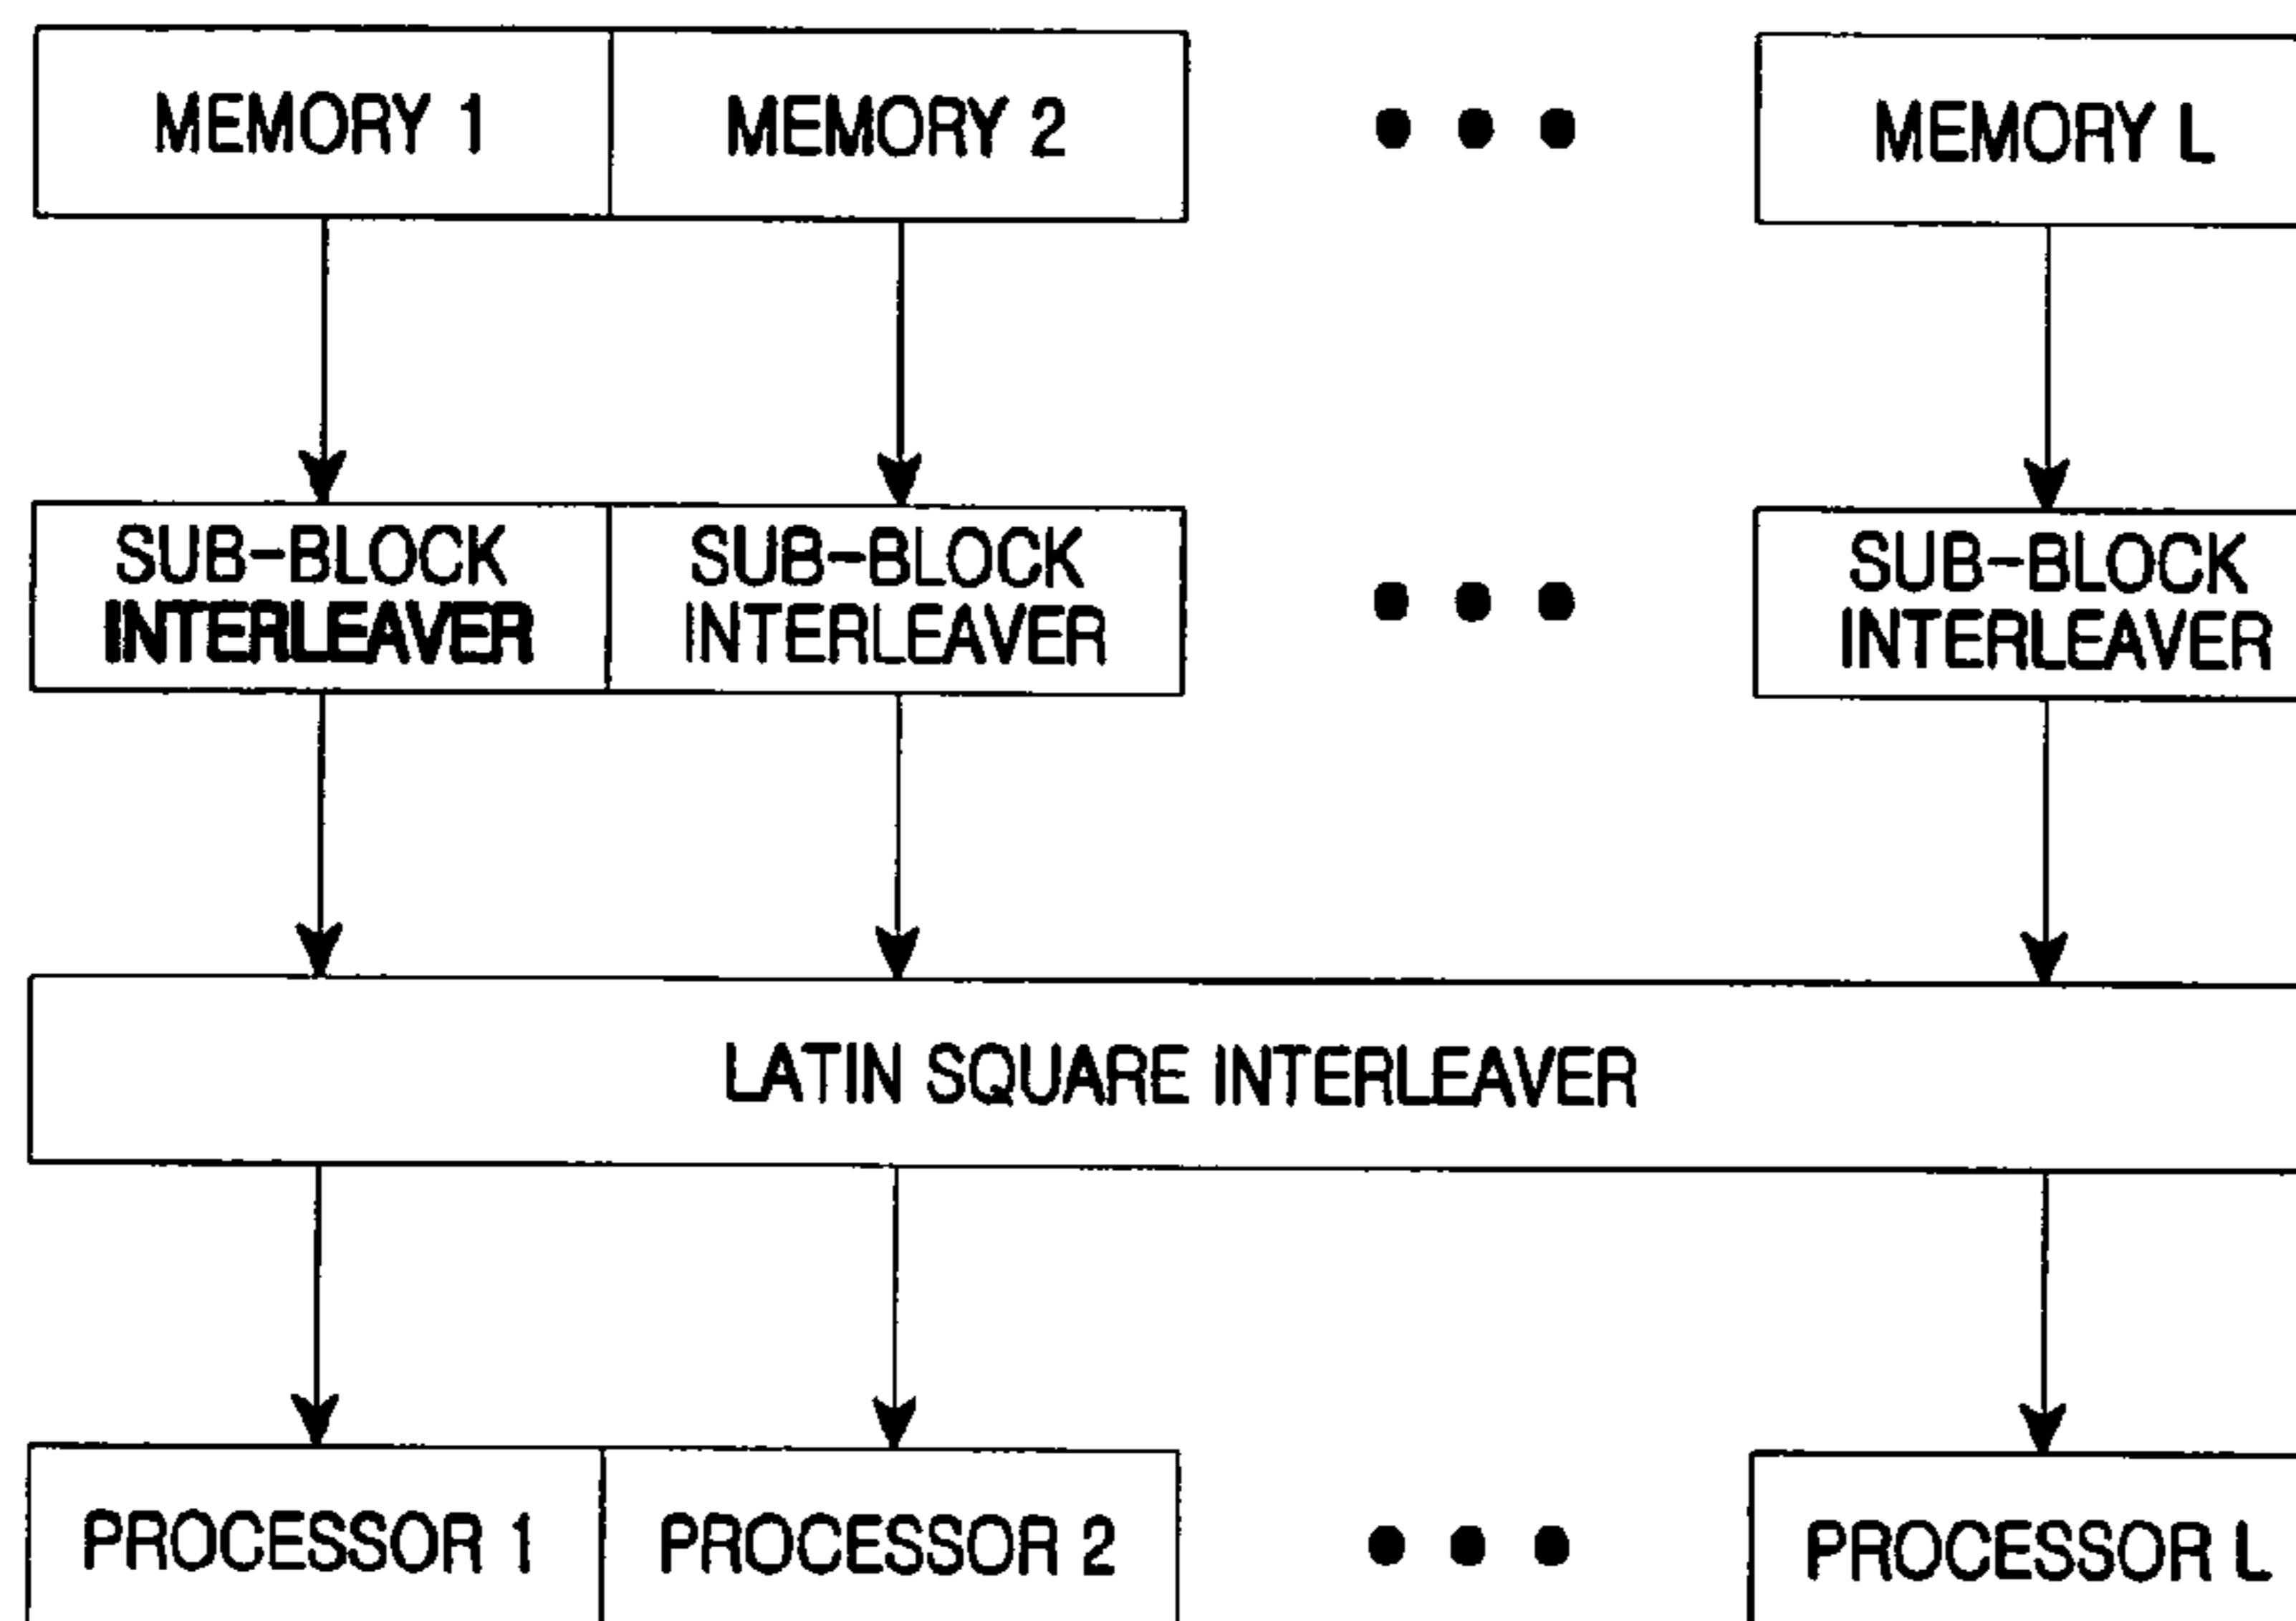 MEMORY 1
MEMORY 2
MEMORY L
SUB-BLOCK
INTERLEAVER
SUB-BLOCK
INTERLEAVER
SUB-BLOCK
INTERLEAVER
LATIN SQUARE INTERLEAVER
PROCESSOR 1
PROCESSOR 2
PROCESSOR L